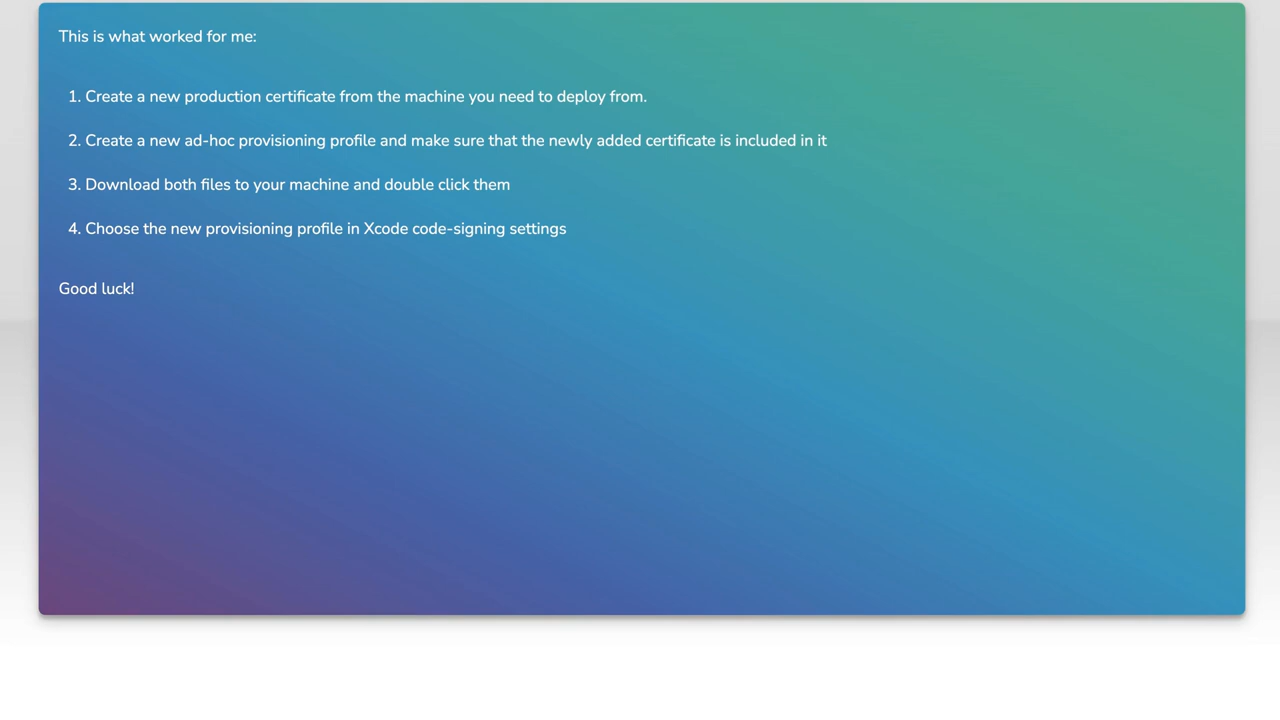 This is what worked for me:
1. Create a new production certificate from the machine you need to deploy from.
2. Create a new ad-hoc provisioning profile and make sure that the newly added certificate is included in it
3. Download both files to your machine and double click them
4. Choose the new provisioning profile in Xcode code-signing settings
Good luck!